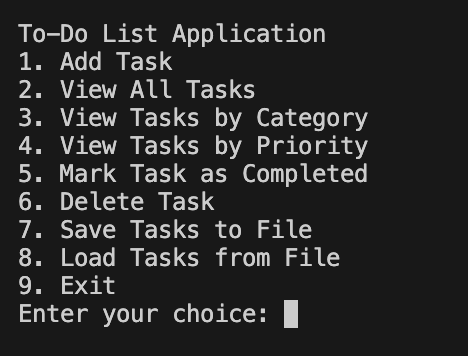 To-Do List Application
1. Add Task
2. View All Tasks
3. View Tasks by Category
4. View Tasks by Priority
5. Mark Task as Completed
6. Delete Task
7. Save Tasks to File
8. Load Tasks from File
9. Exit
Enter your choice: